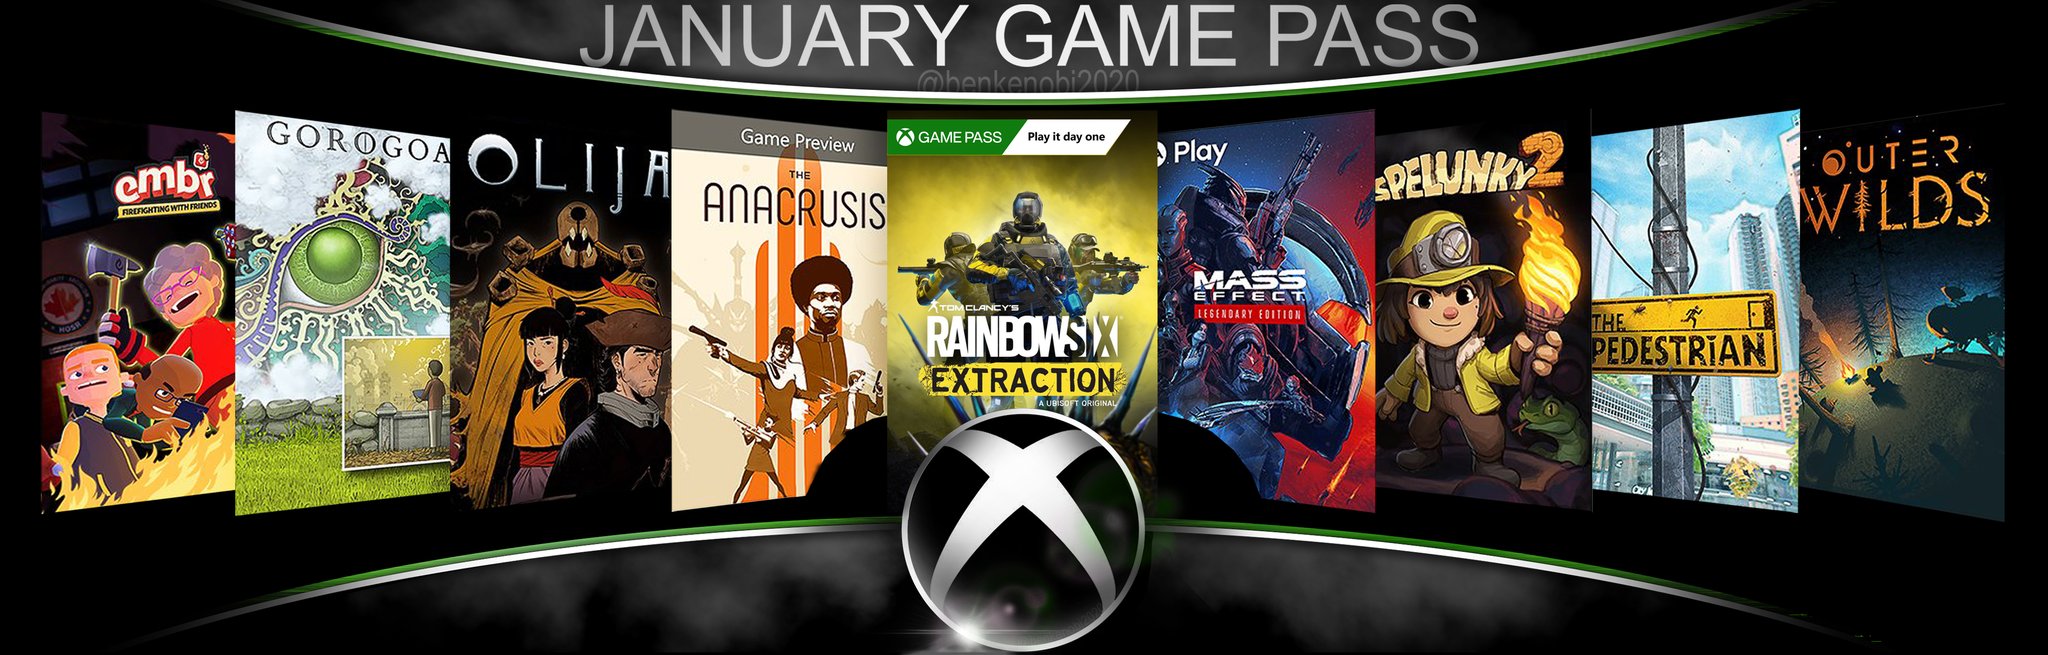 JANUARY GAME PASS
@benkenobi2020
embr
FIREFIGHTING WITH FRIENDS
HOSR
GOROGOA
OLIJA
Game Preview
THE
ANACRUSIS
GAME PASS
Play it day one
TOM CLANCY'S
RAINBOW SIX
EXTRACTION
A UBISOFT ORIGINAL
Play
MASS
EFFECT
LEGENDARY EDITION
SPELUNKY 2
THE
PEDESTRIAN
OUTER
WILDS